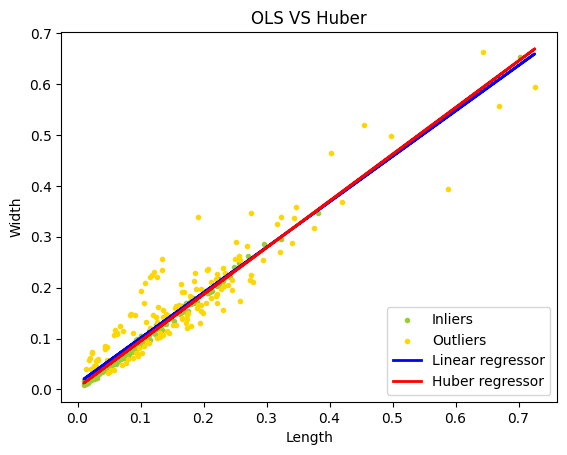 OLS VS Huber
Width
0.7
0.6
0.5
0.4
0.3
0.2
0.1
0.0
Inliers
Outliers
Linear regressor
Huber regressor
0.0 0.1 0.2 0.3 0.4 0.5 0.6 0.7
Length